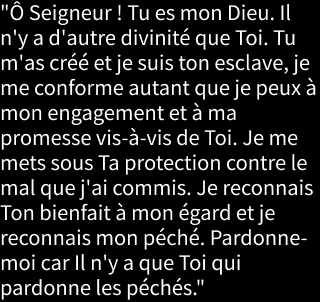 "Ô Seigneur ! Tu es mon Dieu. Il
n'y a d'autre divinité que Toi. Tu
m'as créé et je suis ton esclave, je
me conforme autant que je peux à
mon engagement et à ma
promesse vis-à-vis de Toi. Je me
mets sous Ta protection contre le
mal que j'ai commis. Je reconnais
Ton bienfait à mon égard et je
reconnais mon péché. Pardonne-
moi car Il n'y a que Toi qui
pardonne les péchés."